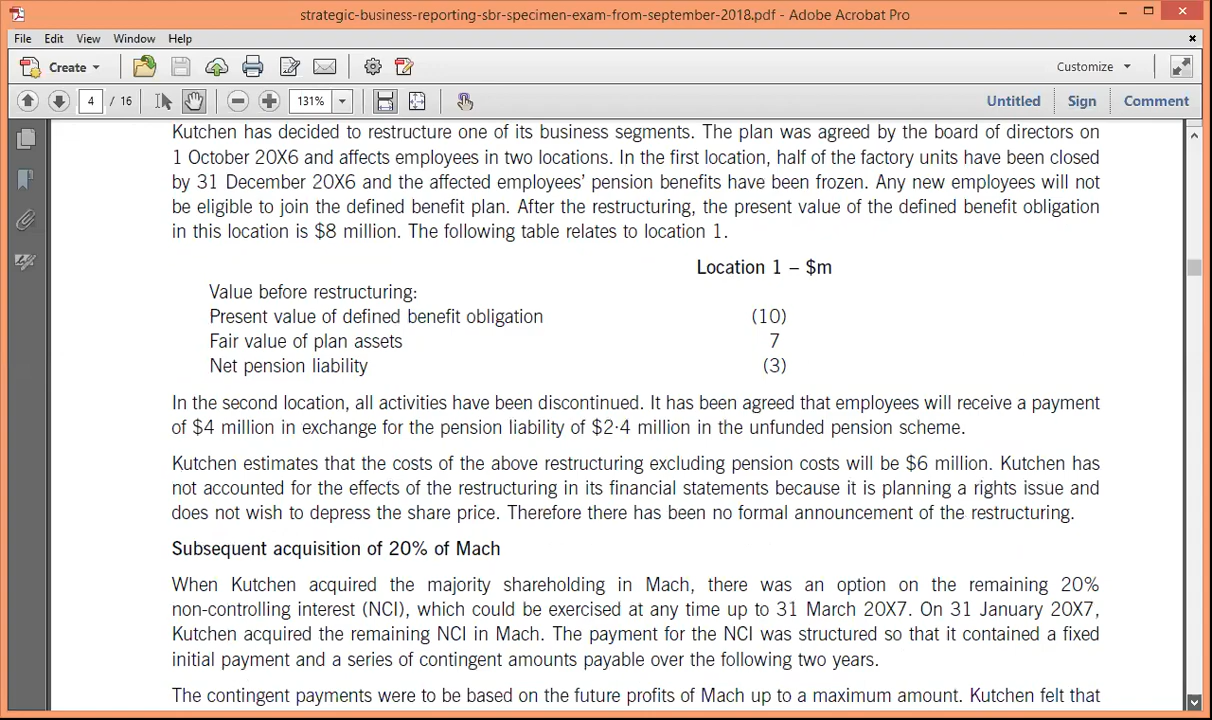 strategic-business-reporting-sbr-specimen-exam-from-september-2018.pdf - Adobe Acrobat Pro
File Edit View Window Help
Create Customize
4 / 16 131% Untitled Sign Comment
Kutchen has decided to restructure one of its business segments. The plan was agreed by the board of directors on
1 October 20X6 and affects employees in two locations. In the first location, half of the factory units have been closed
by 31 December 20X6 and the affected employees’ pension benefits have been frozen. Any new employees will not
be eligible to join the defined benefit plan. After the restructuring, the present value of the defined benefit obligation
in this location is $8 million. The following table relates to location 1.
Location 1 – $m
Value before restructuring:
Present value of defined benefit obligation (10)
Fair value of plan assets 7
Net pension liability (3)
In the second location, all activities have been discontinued. It has been agreed that employees will receive a payment
of $4 million in exchange for the pension liability of $2·4 million in the unfunded pension scheme.
Kutchen estimates that the costs of the above restructuring excluding pension costs will be $6 million. Kutchen has
not accounted for the effects of the restructuring in its financial statements because it is planning a rights issue and
does not wish to depress the share price. Therefore there has been no formal announcement of the restructuring.
Subsequent acquisition of 20% of Mach
When Kutchen acquired the majority shareholding in Mach, there was an option on the remaining 20%
non-controlling interest (NCI), which could be exercised at any time up to 31 March 20X7. On 31 January 20X7,
Kutchen acquired the remaining NCI in Mach. The payment for the NCI was structured so that it contained a fixed
initial payment and a series of contingent amounts payable over the following two years.
The contingent payments were to be based on the future profits of Mach up to a maximum amount. Kutchen felt that